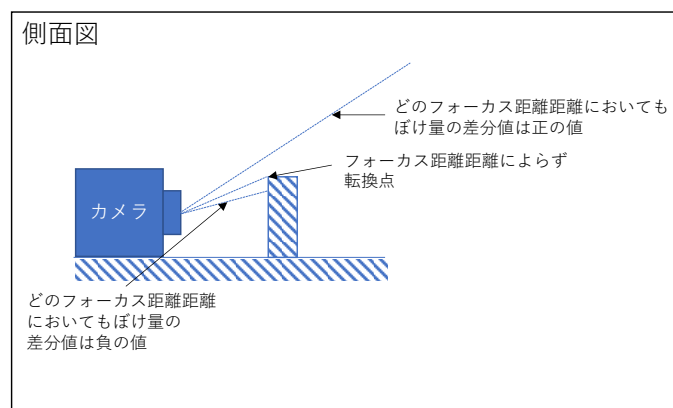 側面図
どのフォーカス距離距離においても
ぼけ量の差分値は正の値
フォーカス距離距離によらず
転換点
カメラ
どのフォーカス距離距離
においてもぼけ量の
差分値は負の値